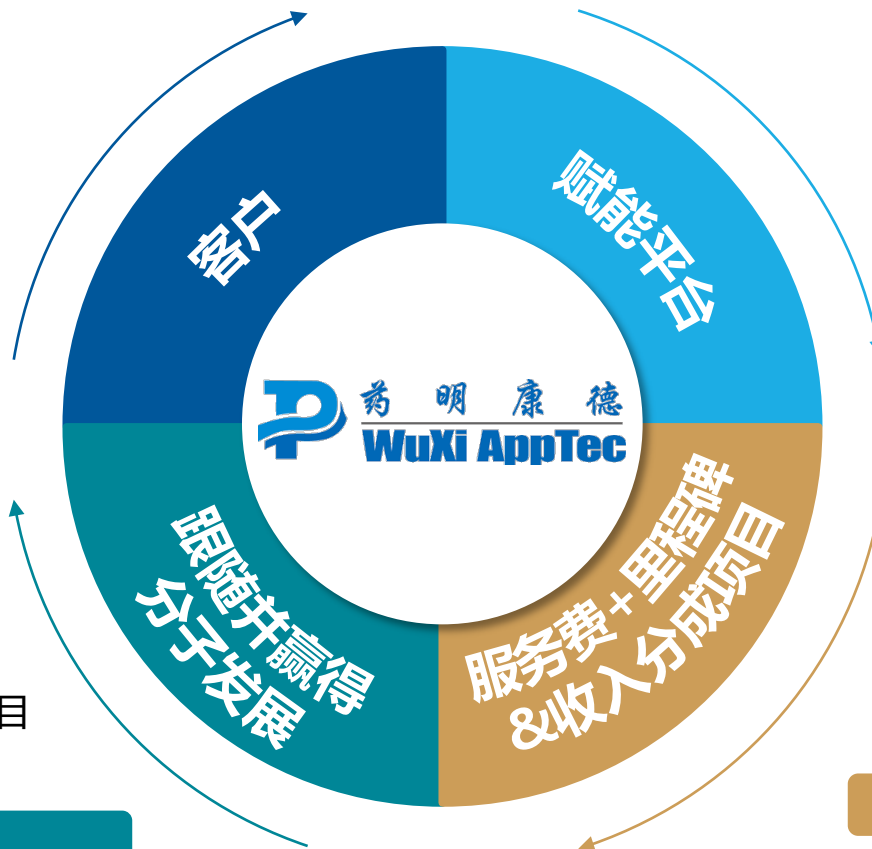 客户
赋能平台
药明康德
WuXi AppTec
跟随并赢得
分子发展
服务费+里程碑
&收入分成项目
目